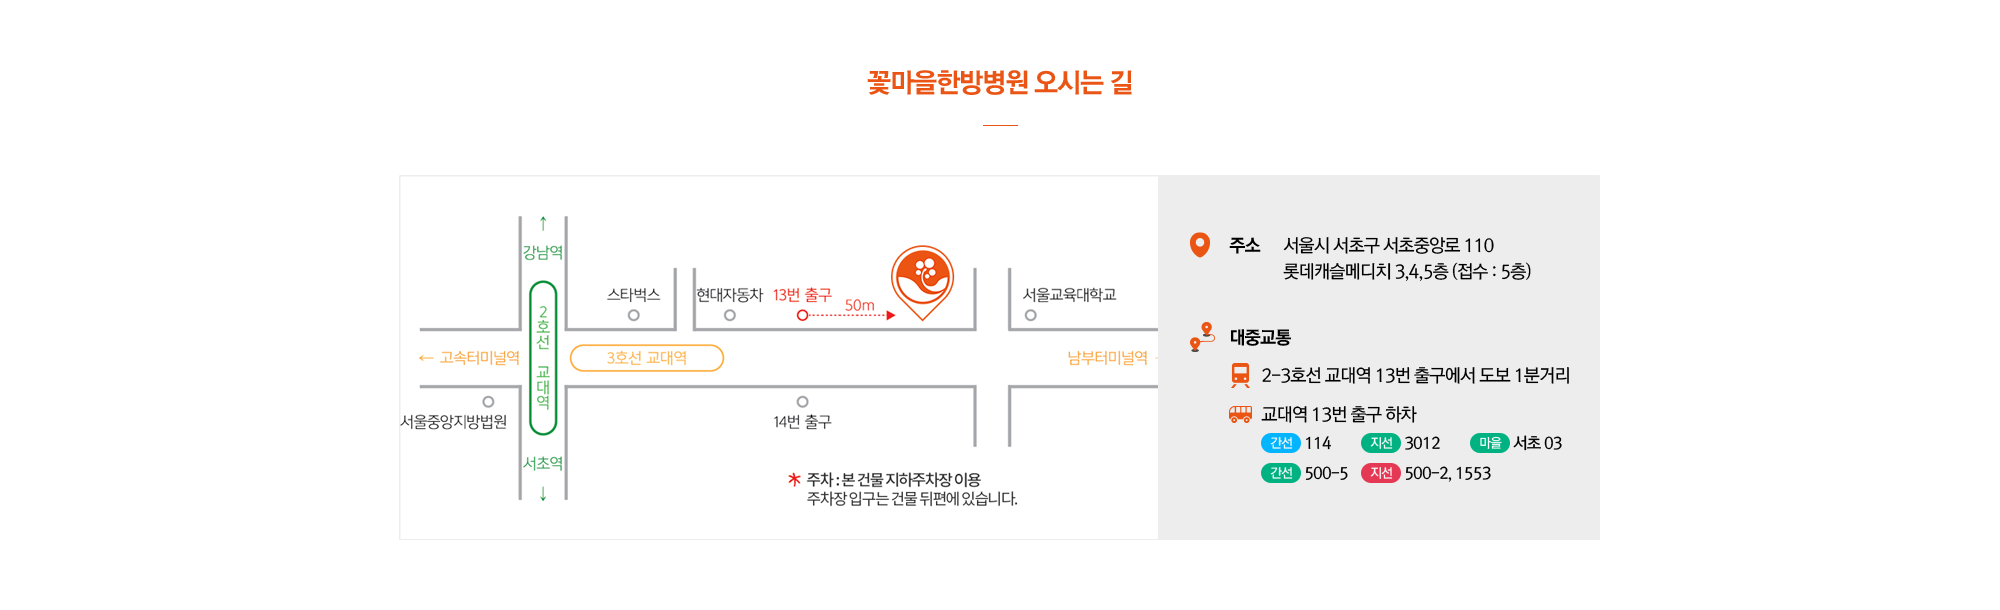 꽃마을한방병원 오시는 길
↑
강남역
2호선 교대역
스타벅스
현대자동차
13번 출구
50m
서울교육대학교
← 고속터미널역
3호선 교대역
남부터미널역
서울중앙지방법원
14번 출구
서초역
↓
* 주차 : 본 건물 지하주차장 이용
주차장 입구는 건물 뒤편에 있습니다.
주소 서울시 서초구 서초중앙로 110
롯데캐슬메디치 3,4,5층 (접수 : 5층)
대중교통
2-3호선 교대역 13번 출구에서 도보 1분거리
교대역 13번 출구 하차
간선 114 지선 3012 마을 서초 03
간선 500-5 지선 500-2, 1553